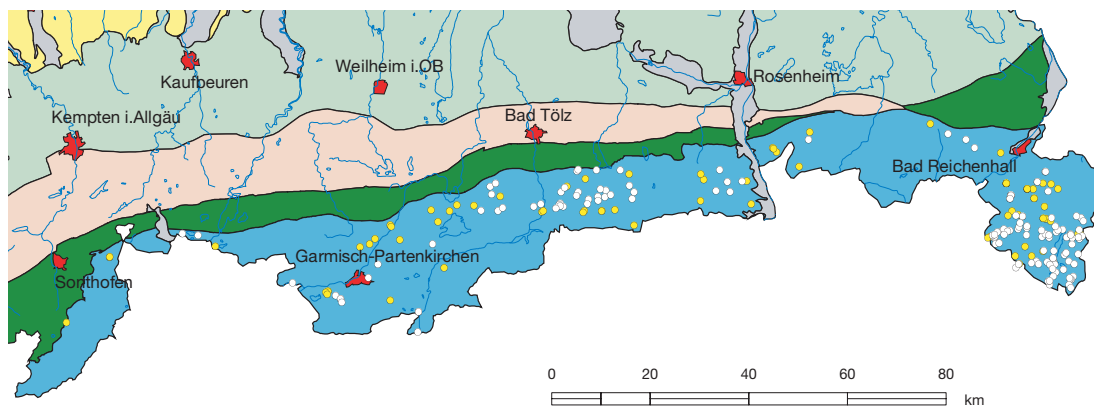 Weilheim i.OB
Rosenheim
Kaufbeuren
Kempten i.Allgäu
Bad Tölz
Bad Reichenhall
Garmisch-Partenkirchen
Sonthofen
0 20 40 60 80
km